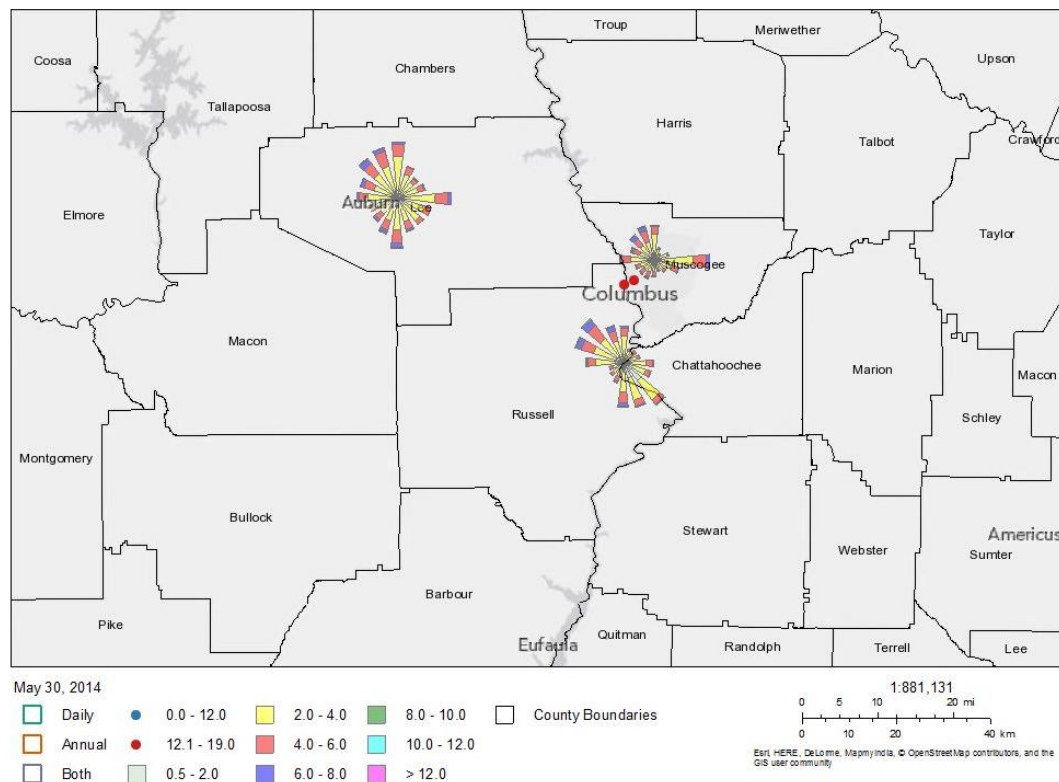 Troup
Meriwether
Coosa
Chambers
Upson
Tallapoosa
Harris
Talbot
Crawford
Elmore
Auburn
Lee
Taylor
Muscogee
Columbus
Macon
Chattahoochee
Marion
Macon
Russell
Schley
Montgomery
Bullock
Stewart
Americus
Webster
Sumter
Barbour
Pike
Eufaula
Quitman
Randolph
Terrell
Lee
May 30, 2014
1:881,131
0 5 10 20 mi
0 10 20 40 km
Daily 0.0 - 12.0 2.0 - 4.0 8.0 - 10.0 County Boundaries
Annual 12.1 - 19.0 4.0 - 6.0 10.0 - 12.0
Both 0.5 - 2.0 6.0 - 8.0 > 12.0
Esri, HERE, DeLorme, MapmyIndia, © OpenStreetMap contributors, and the
GIS user community